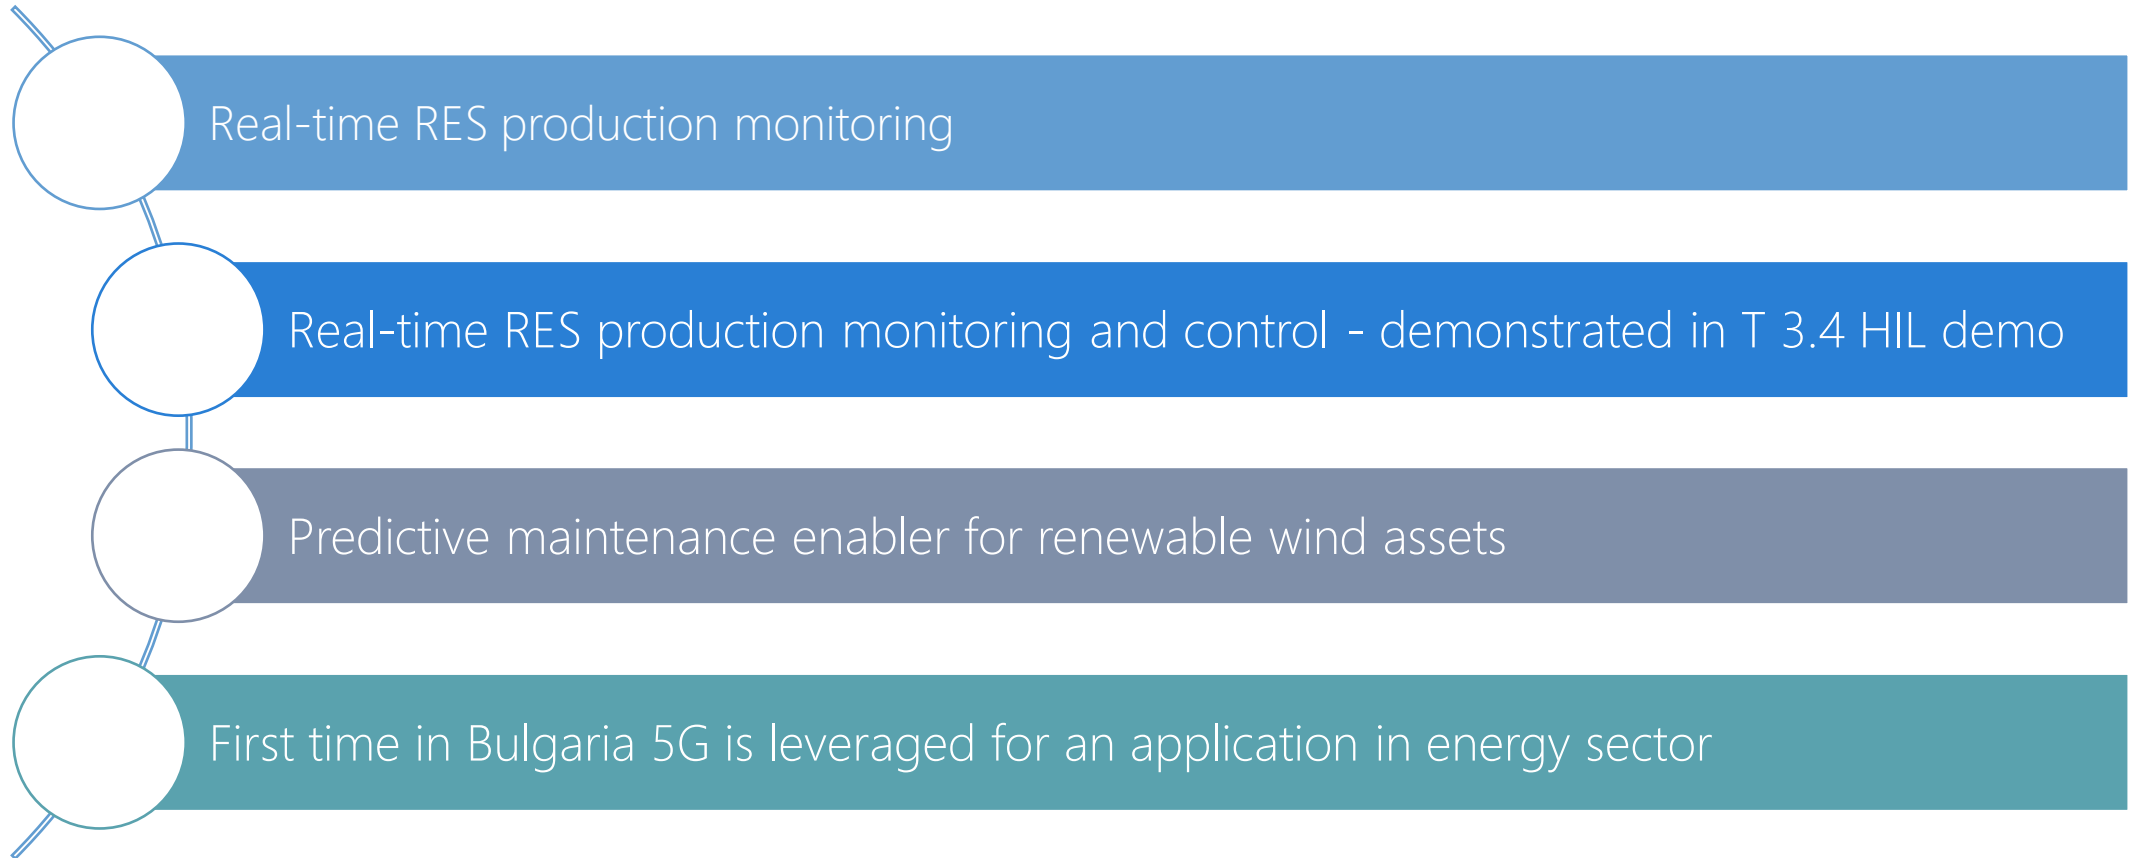 Real-time RES production monitoring
Real-time RES production monitoring and control - demonstrated in T 3.4 HIL demo
Predictive maintenance enabler for renewable wind assets
First time in Bulgaria 5G is leveraged for an application in energy sector